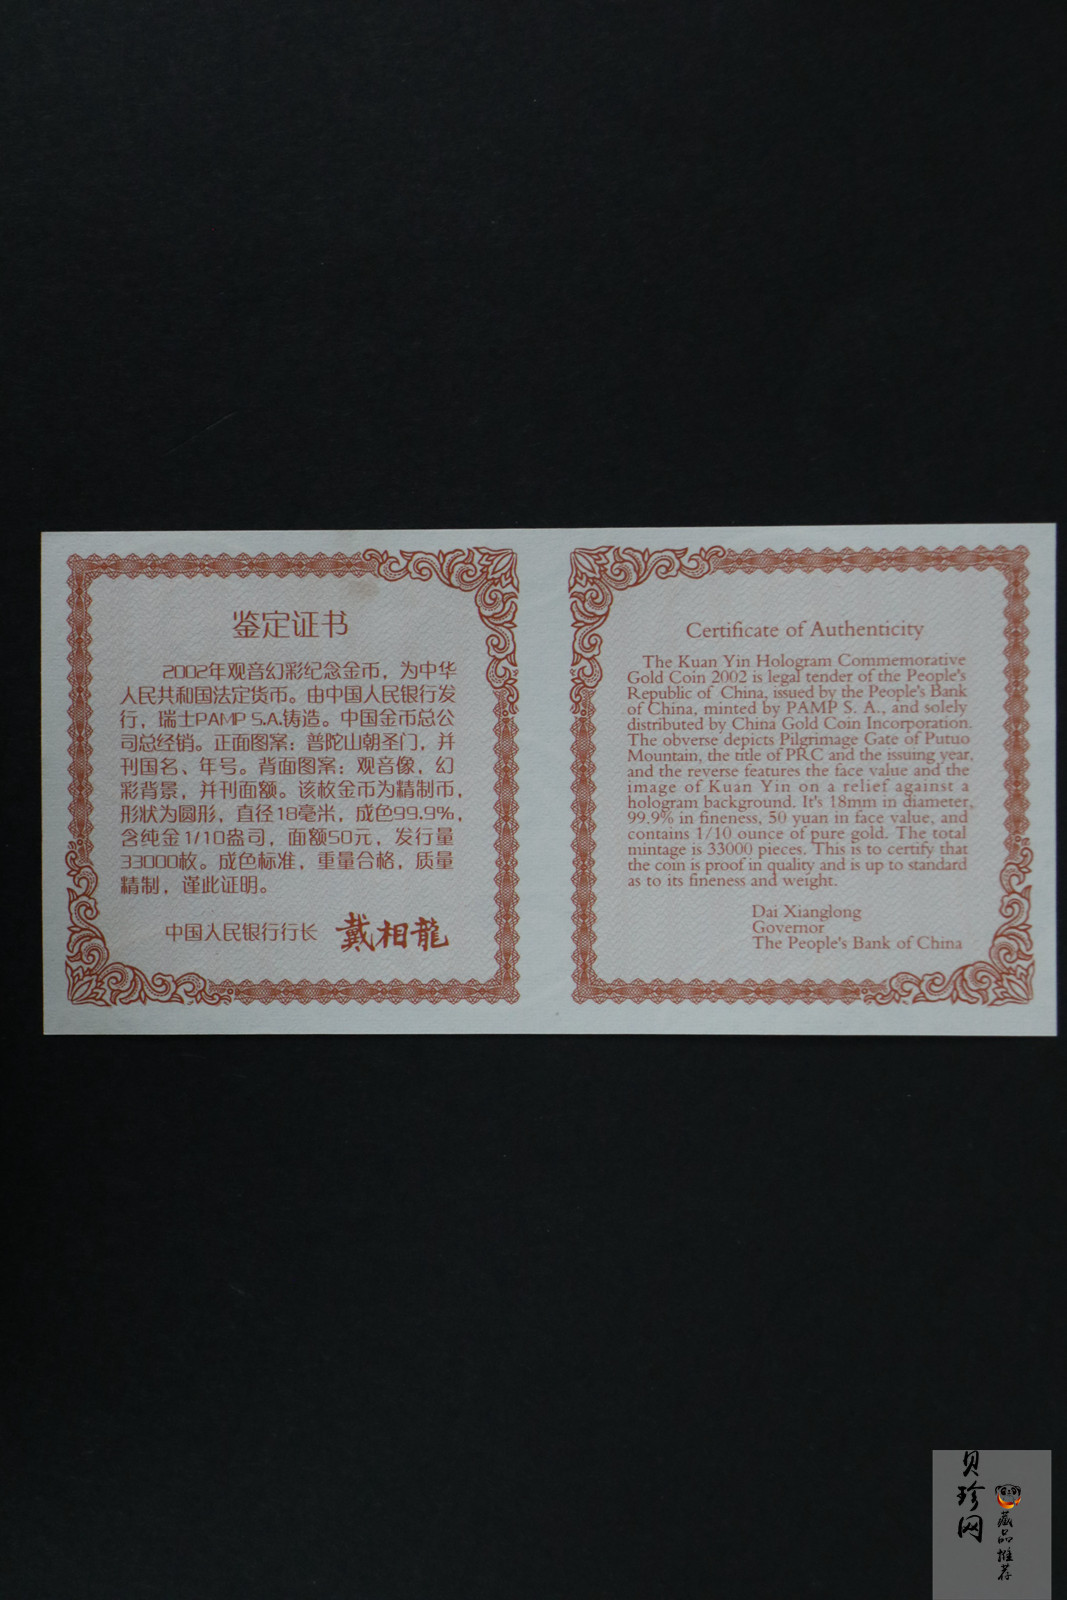 鉴定证书
2002年观音幻彩纪念金币，为中华
人民共和国法定货币。由中国人民银行发
行，瑞士PAMP S.A.铸造。中国金币总公
司总经销。正面图案：普陀山朝圣门，并
刊国名、年号。背面图案：观音像，幻
彩背景，并刊面额。该枚金币为精制币，
形状为圆形，直径18毫米，成色99.9%，
含纯金1/10盎司，面额50元，发行量
33000枚。成色标准，重量合格，质量
精制，谨此证明。
中国人民银行行长 戴相龍
Certificate of Authenticity
The Kuan Yin Hologram Commemorative
Gold Coin 2002 is legal tender of the People's
Republic of China, issued by the People's Bank
of China, minted by PAMP S. A., and solely
distributed by China Gold Coin Incorporation.
The obverse depicts Pilgrimage Gate of Putuo
Mountain, the title of PRC and the issuing year,
and the reverse features the face value and the
image of Kuan Yin on a relief against a
hologram background. It's 18mm in diameter,
99.9% in fineness, 50 yuan in face value, and
contains 1/10 ounce of pure gold. The total
mintage is 33000 pieces. This is to certify that
the coin is proof in quality and is up to standard
as to its fineness and weight.
Dai Xianglong
Governor
The People's Bank of China
贝珍网
藏品推荐